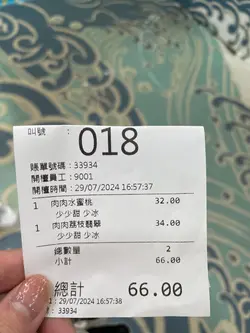 叫號 : 018
賬單號碼 : 33934
開檯員工 : 9001
開檯時間 : 29/07/2024 16:57:37
1 肉肉水蜜桃 32.00
少少甜 少冰
1 肉肉荔枝翡翠 34.00
少少甜 少冰
總數量 2
小計 66.00
總計 66.00
: 29/07/2024 16:57:38
: 33934